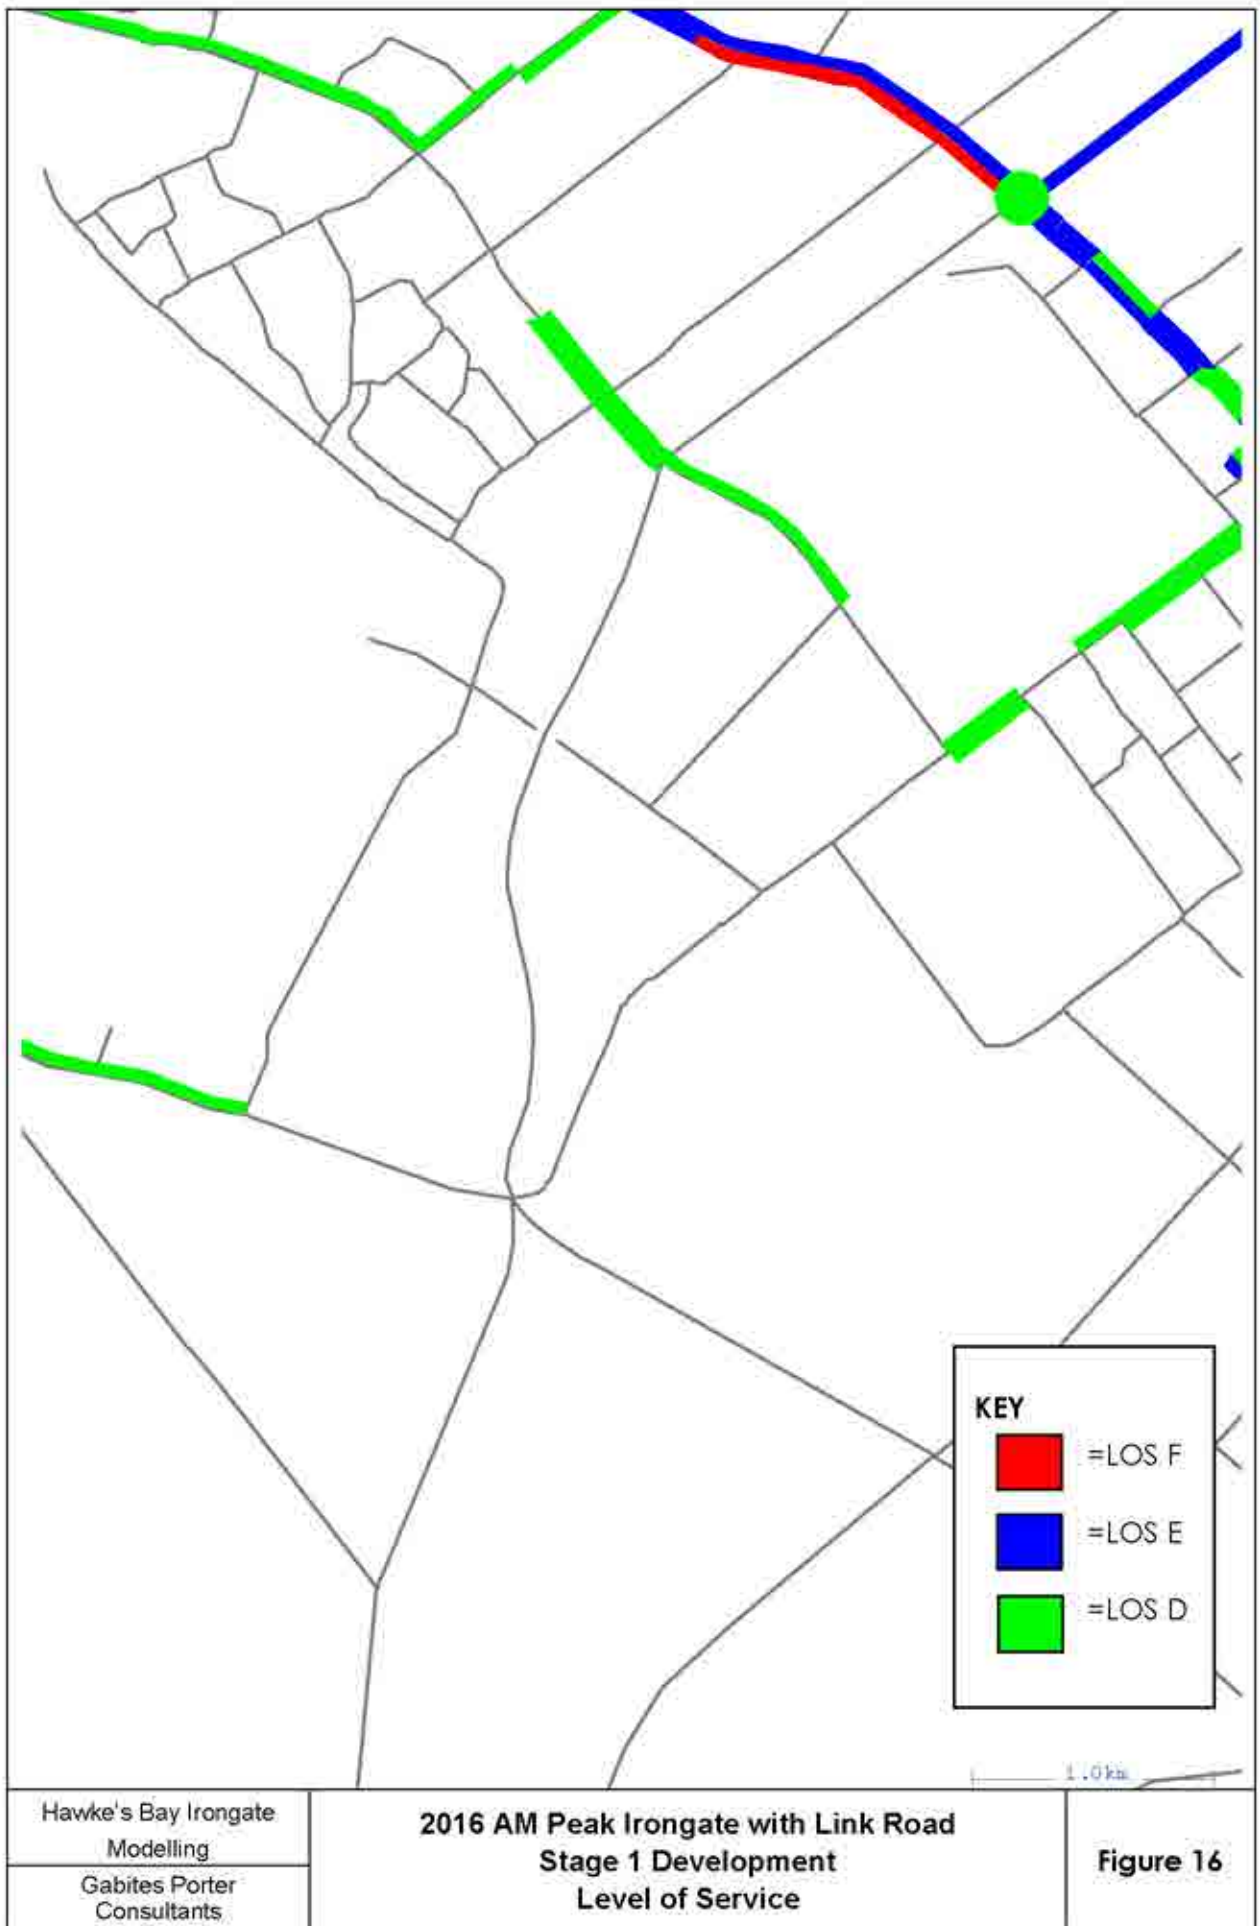 KEY
=LOS F
=LOS E
=LOS D
1.0km
Hawke's Bay Irongate
Modelling
Gabites Porter
Consultants
2016 AM Peak Irongate with Link Road
Stage 1 Development
Level of Service
Figure 16